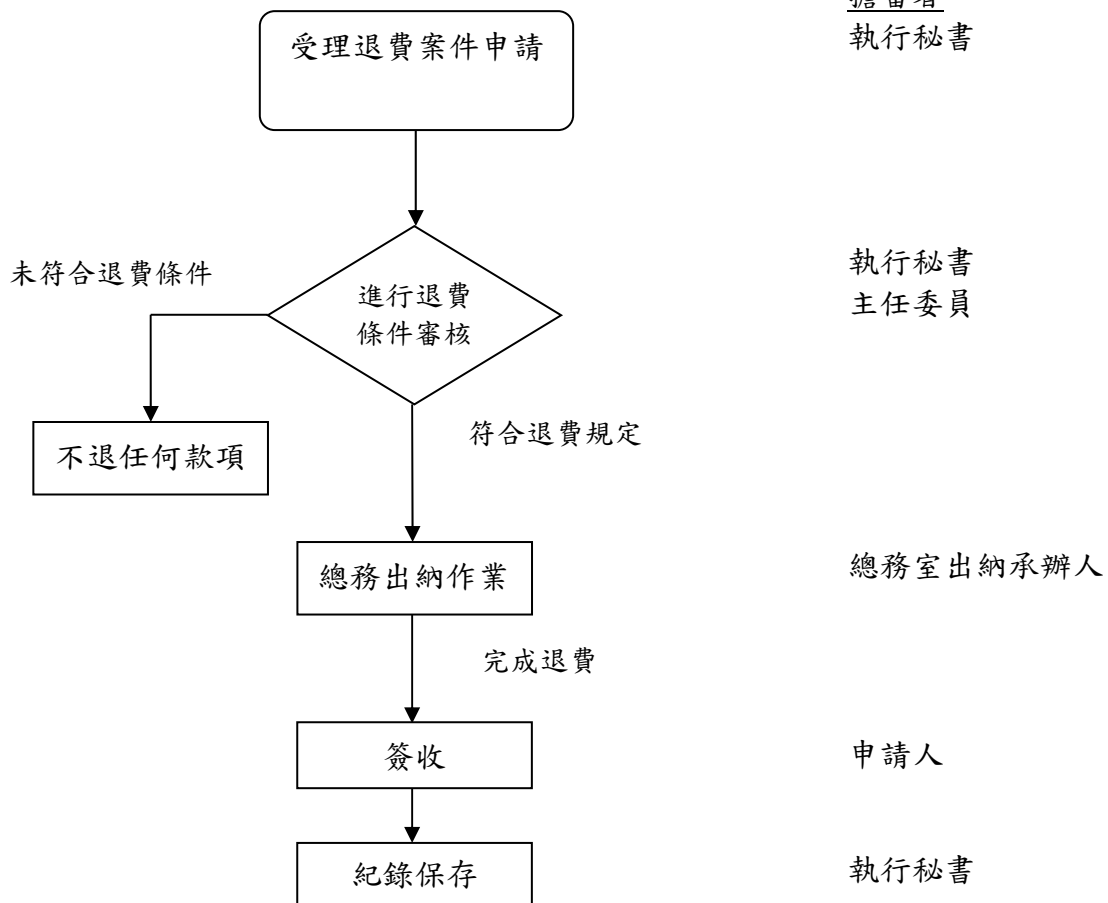 擔當者
受理退費案件申請
執行秘書
未符合退費條件
進行退費
條件審核
執行秘書
主任委員
不退任何款項
符合退費規定
總務出納作業
總務室出納承辦人
完成退費
簽收
申請人
紀錄保存
執行秘書